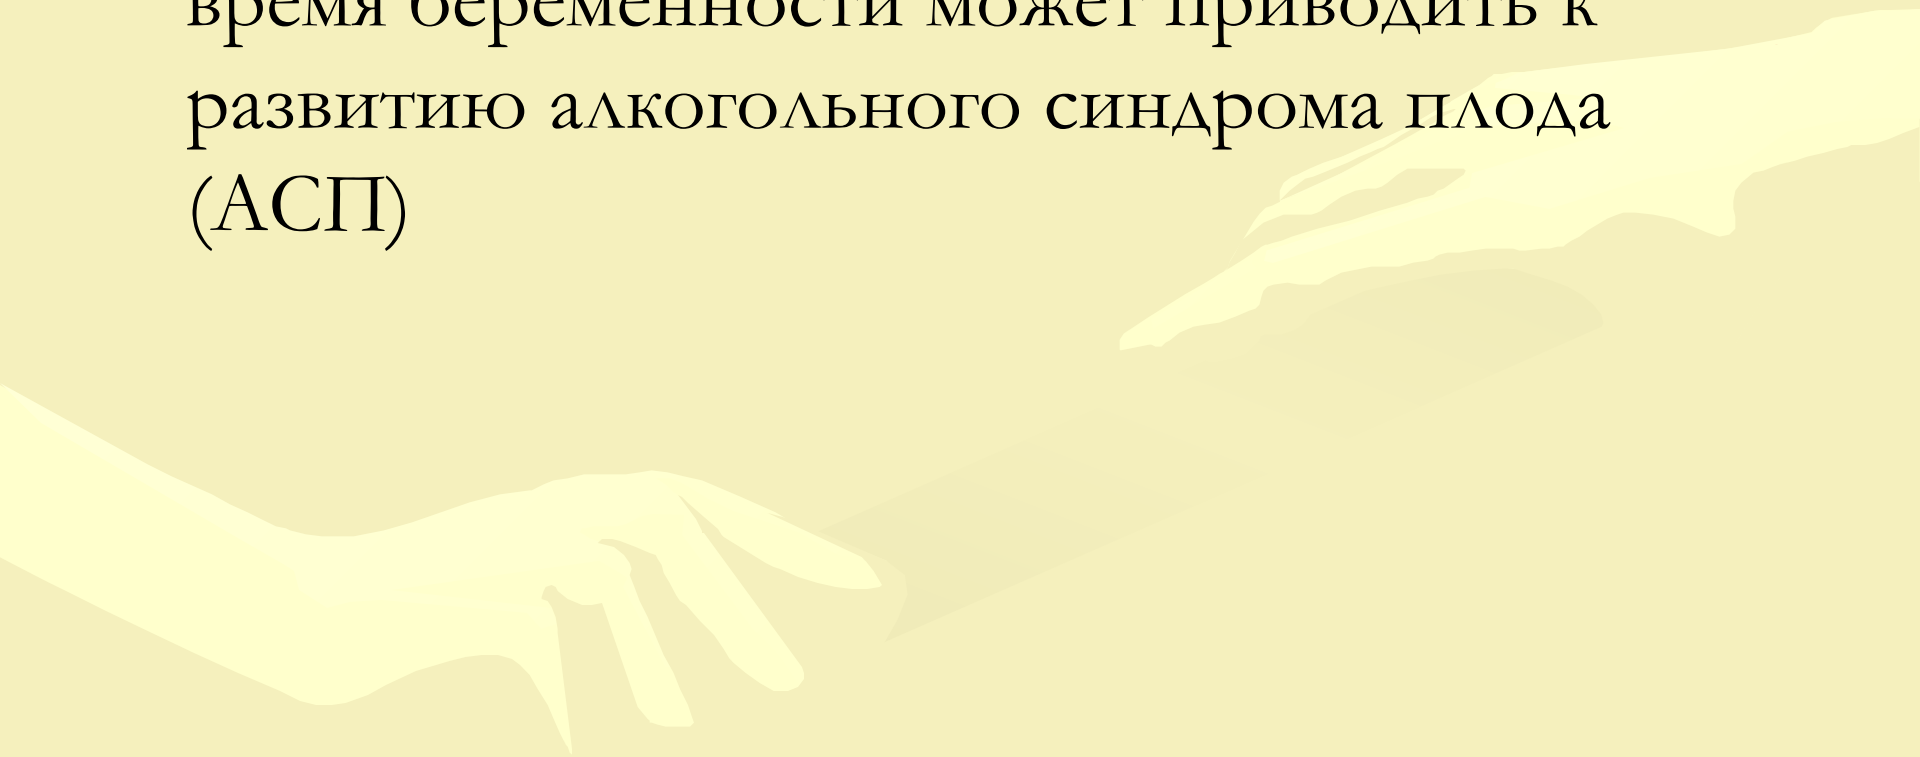 время беременности может приводить к
развитию алкогольного синдрома плода
(АСП)